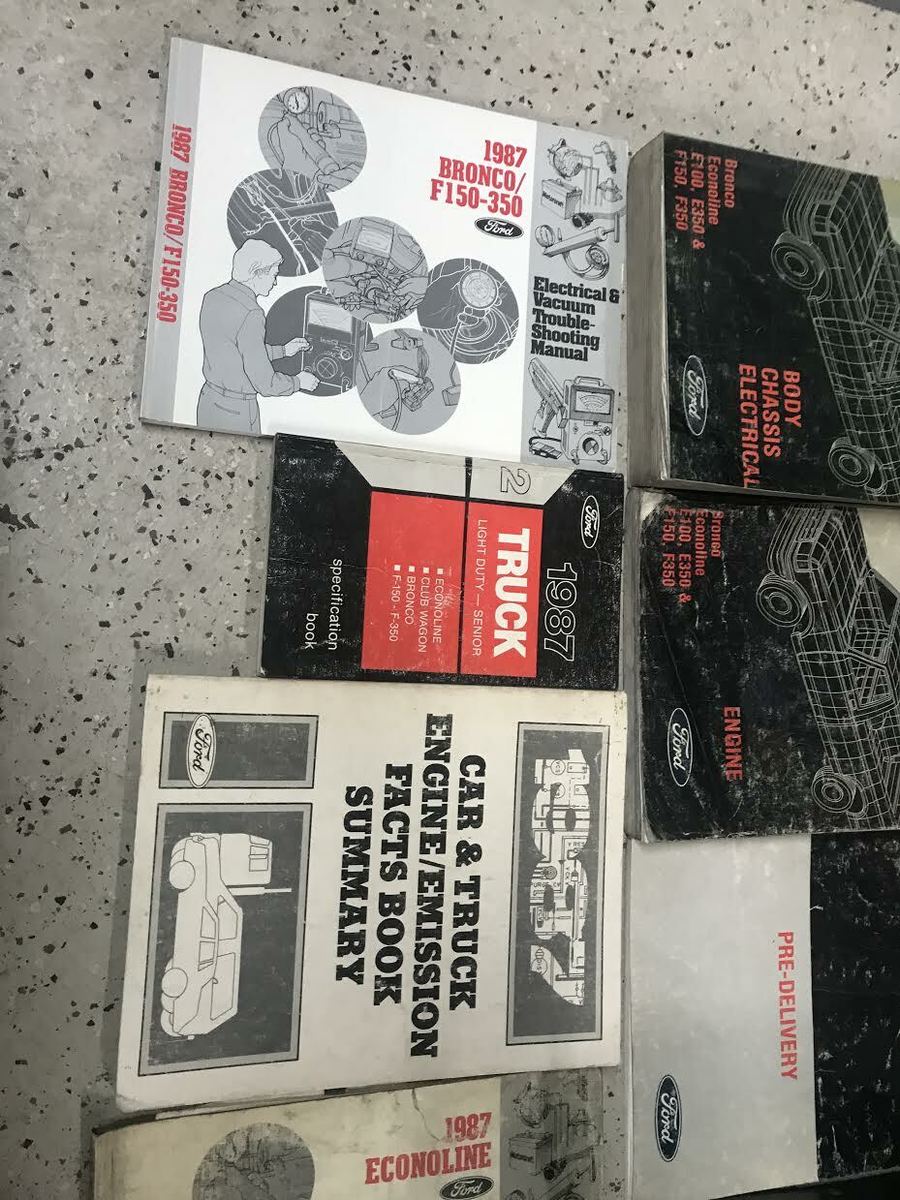 1987 BRONCO/F150-350
1987
BRONCO/
F150-350
Ford
Electrical &
Vacuum
Trouble-
Shooting
Manual
Bronco
Econoline
E100, E350 &
F150, F350
BODY
CHASSIS
ELECTRICAL
Ford
2
Ford
1987
TRUCK
LIGHT DUTY — SENIOR
■ ECONOLINE
■ CLUB WAGON
■ BRONCO
■ F-150 - F-350
specification
book
Bronco
Econoline
E100, E350 &
F150, F350
ENGINE
Ford
CAR & TRUCK
ENGINE/EMISSION
FACTS BOOK
SUMMARY
Ford
PRE-DELIVERY
Ford
1987
ECONOLINE
Ford